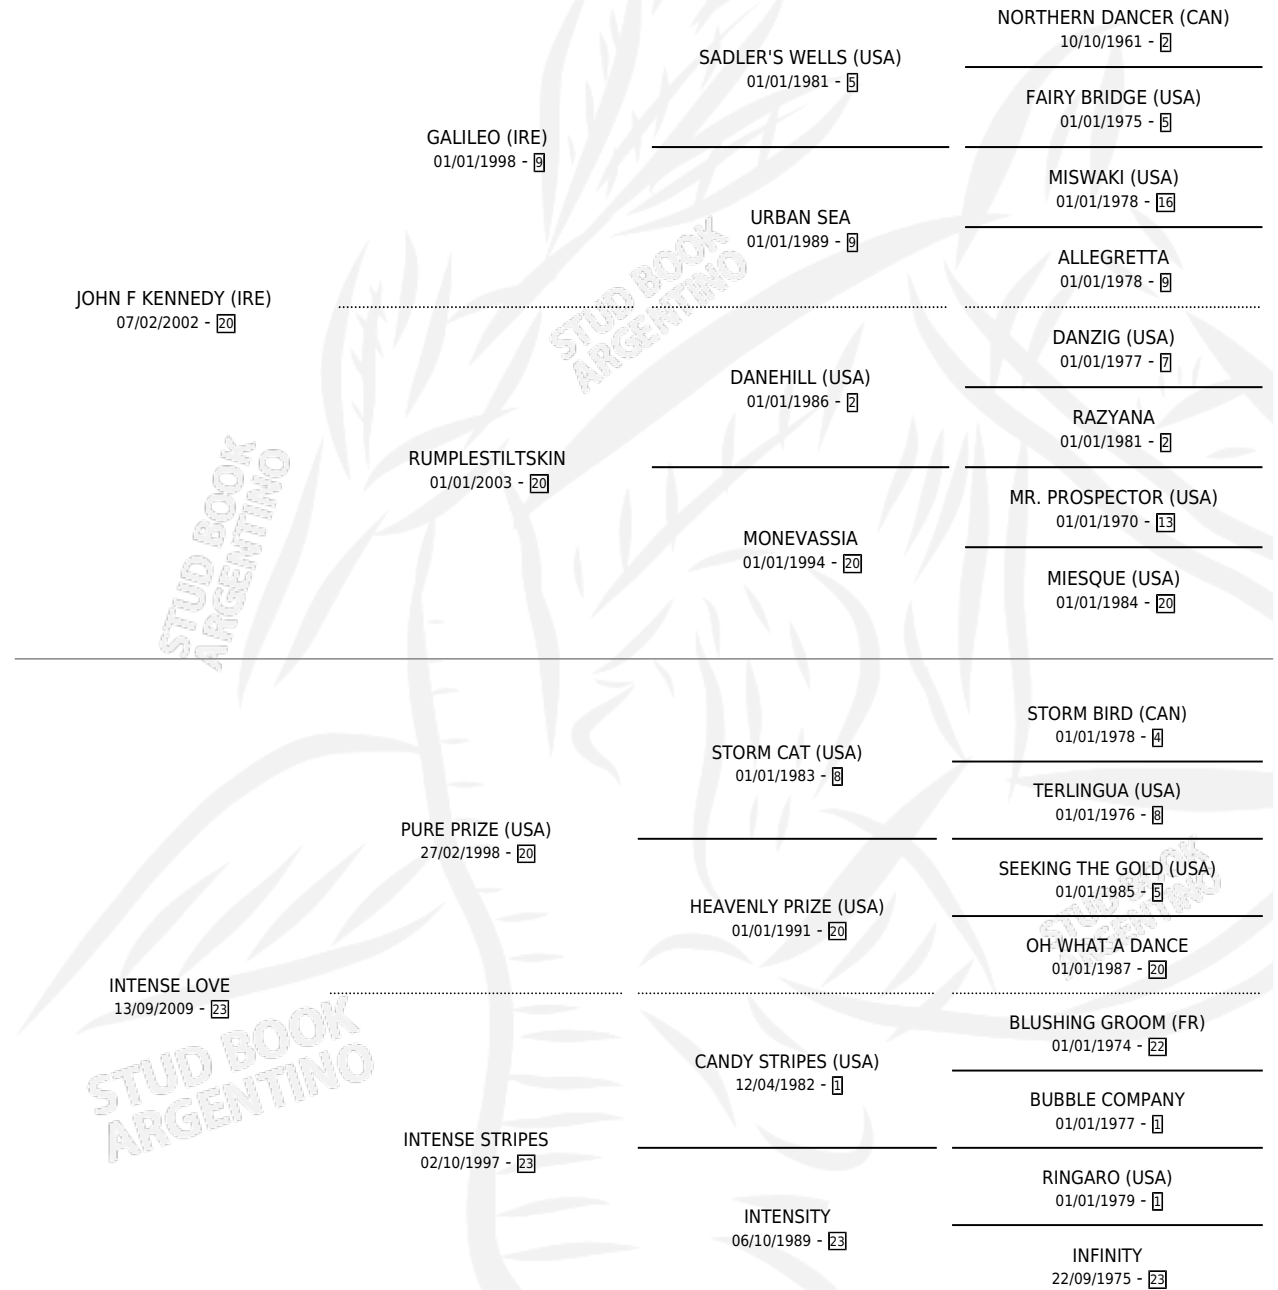 NORTHERN DANCER (CAN)
10/10/1961 - 2
SADLER'S WELLS (USA)
01/01/1981 - 5
FAIRY BRIDGE (USA)
01/01/1975 - 5
GALILEO (IRE)
01/01/1998 - 9
MISWAKI (USA)
01/01/1978 - 16
URBAN SEA
01/01/1989 - 9
ALLEGRETTA
01/01/1978 - 9
JOHN F KENNEDY (IRE)
07/02/2002 - 20
DANZIG (USA)
01/01/1977 - 7
DANEHILL (USA)
01/01/1986 - 2
RAZYANA
01/01/1981 - 2
RUMPLESTILTSKIN
01/01/2003 - 20
MR. PROSPECTOR (USA)
01/01/1970 - 13
MONEVASSIA
01/01/1994 - 20
MIESQUE (USA)
01/01/1984 - 20
STORM BIRD (CAN)
01/01/1978 - 4
STORM CAT (USA)
01/01/1983 - 8
TERLINGUA (USA)
01/01/1976 - 8
PURE PRIZE (USA)
27/02/1998 - 20
SEEKING THE GOLD (USA)
01/01/1985 - 5
HEAVENLY PRIZE (USA)
01/01/1991 - 20
OH WHAT A DANCE
01/01/1987 - 20
INTENSE LOVE
13/09/2009 - 23
BLUSHING GROOM (FR)
01/01/1974 - 22
CANDY STRIPES (USA)
12/04/1982 - 1
BUBBLE COMPANY
01/01/1977 - 1
INTENSE STRIPES
02/10/1997 - 23
RINGARO (USA)
01/01/1979 - 1
INTENSITY
06/10/1989 - 23
INFINITY
22/09/1975 - 23
STUD BOOK
ARGENTINO
STUD BOOK
ARGENTINO
STUD BOOK
ARGENTINO
STUD BOOK
ARGENTINO